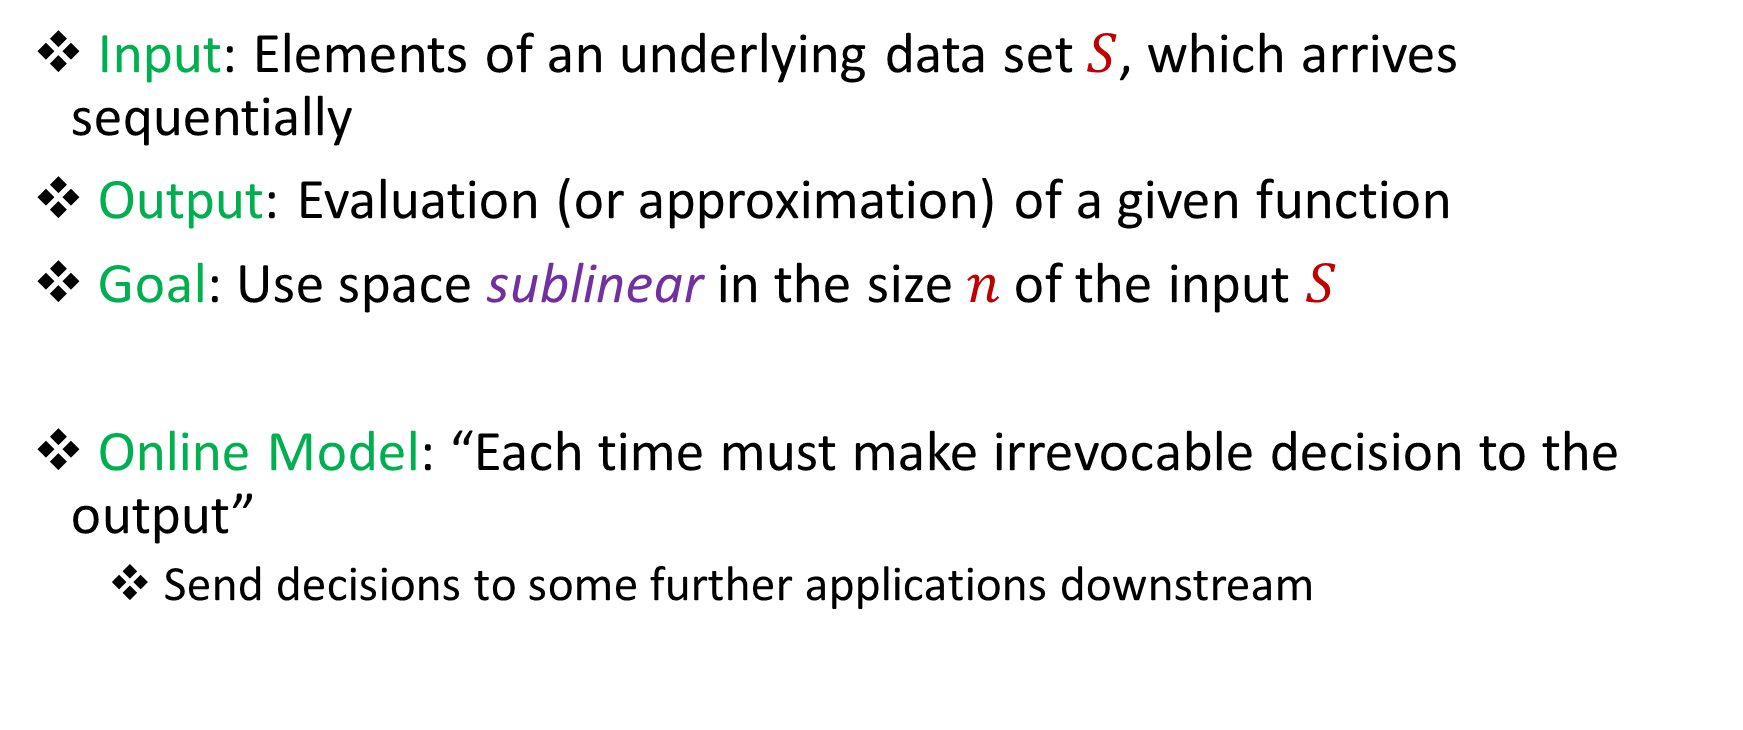 ❖ Input: Elements of an underlying data set S, which arrives
sequentially
❖ Output: Evaluation (or approximation) of a given function
❖ Goal: Use space sublinear in the size n of the input S
❖ Online Model: “Each time must make irrevocable decision to the
output”
❖ Send decisions to some further applications downstream